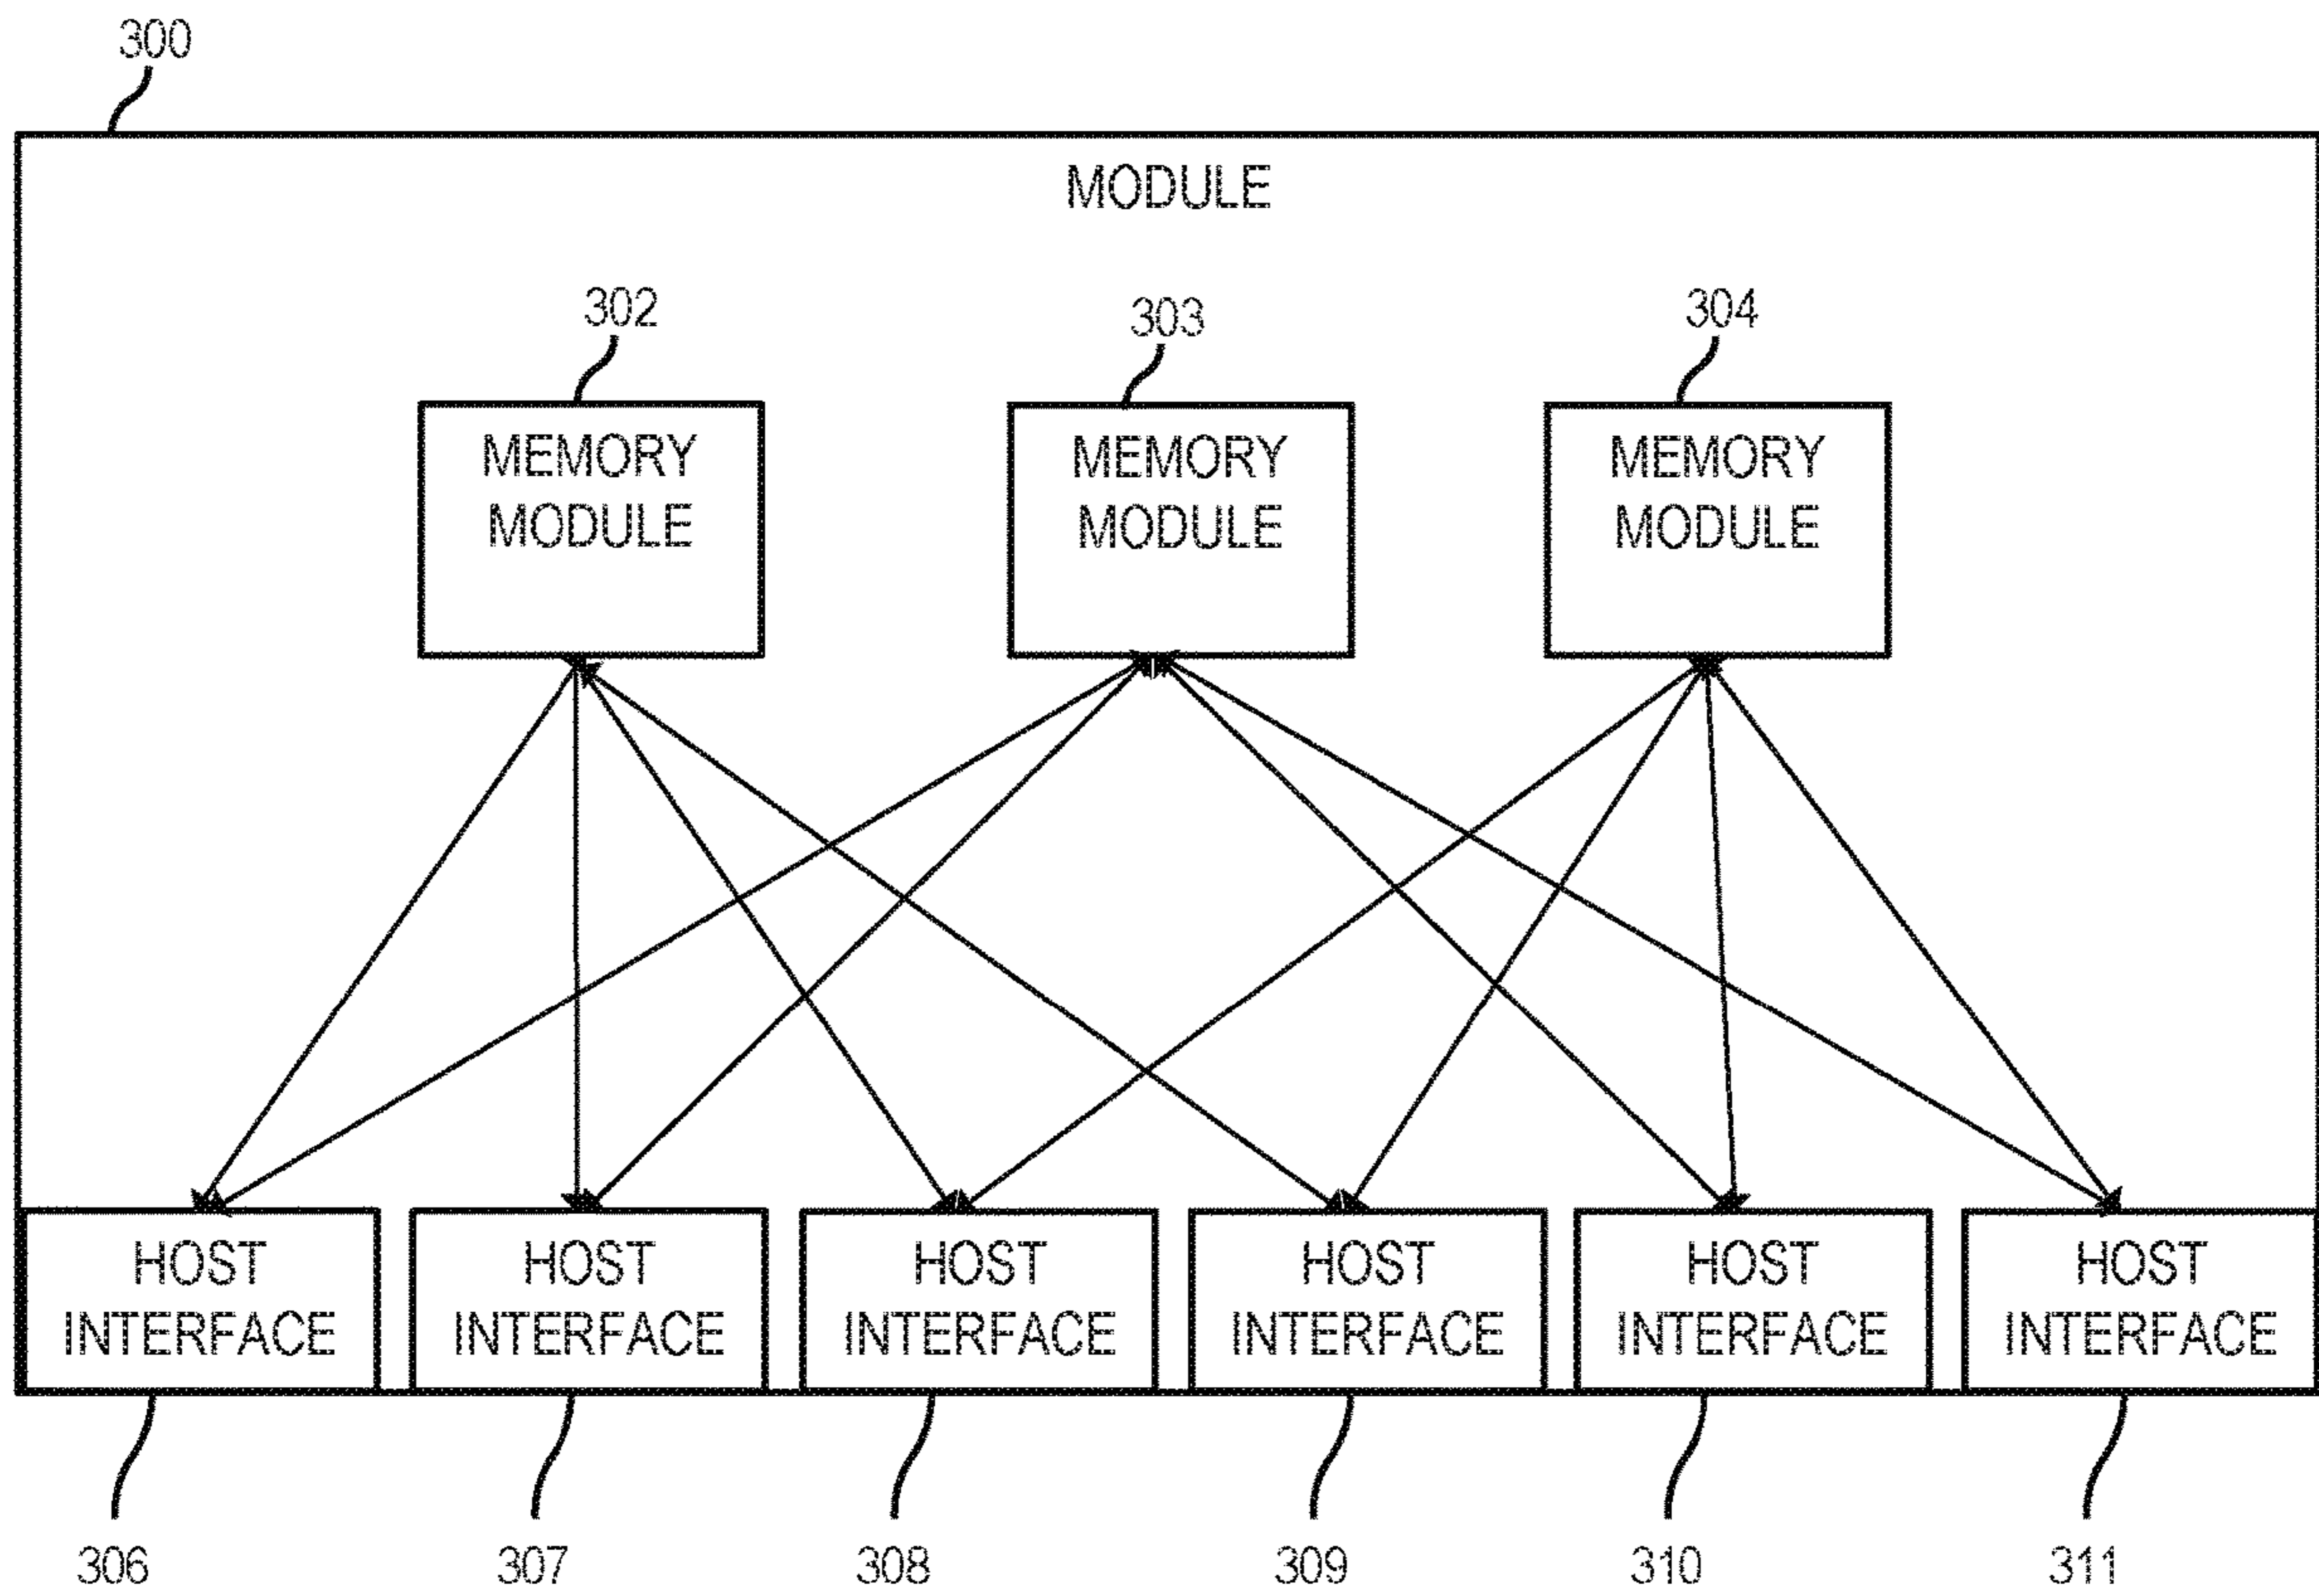 300
MODULE
302
303
304
MEMORY
MODULE
MEMORY
MODULE
MEMORY
MODULE
HOST
INTERFACE
HOST
INTERFACE
HOST
INTERFACE
HOST
INTERFACE
HOST
INTERFACE
HOST
INTERFACE
306
307
308
309
310
311